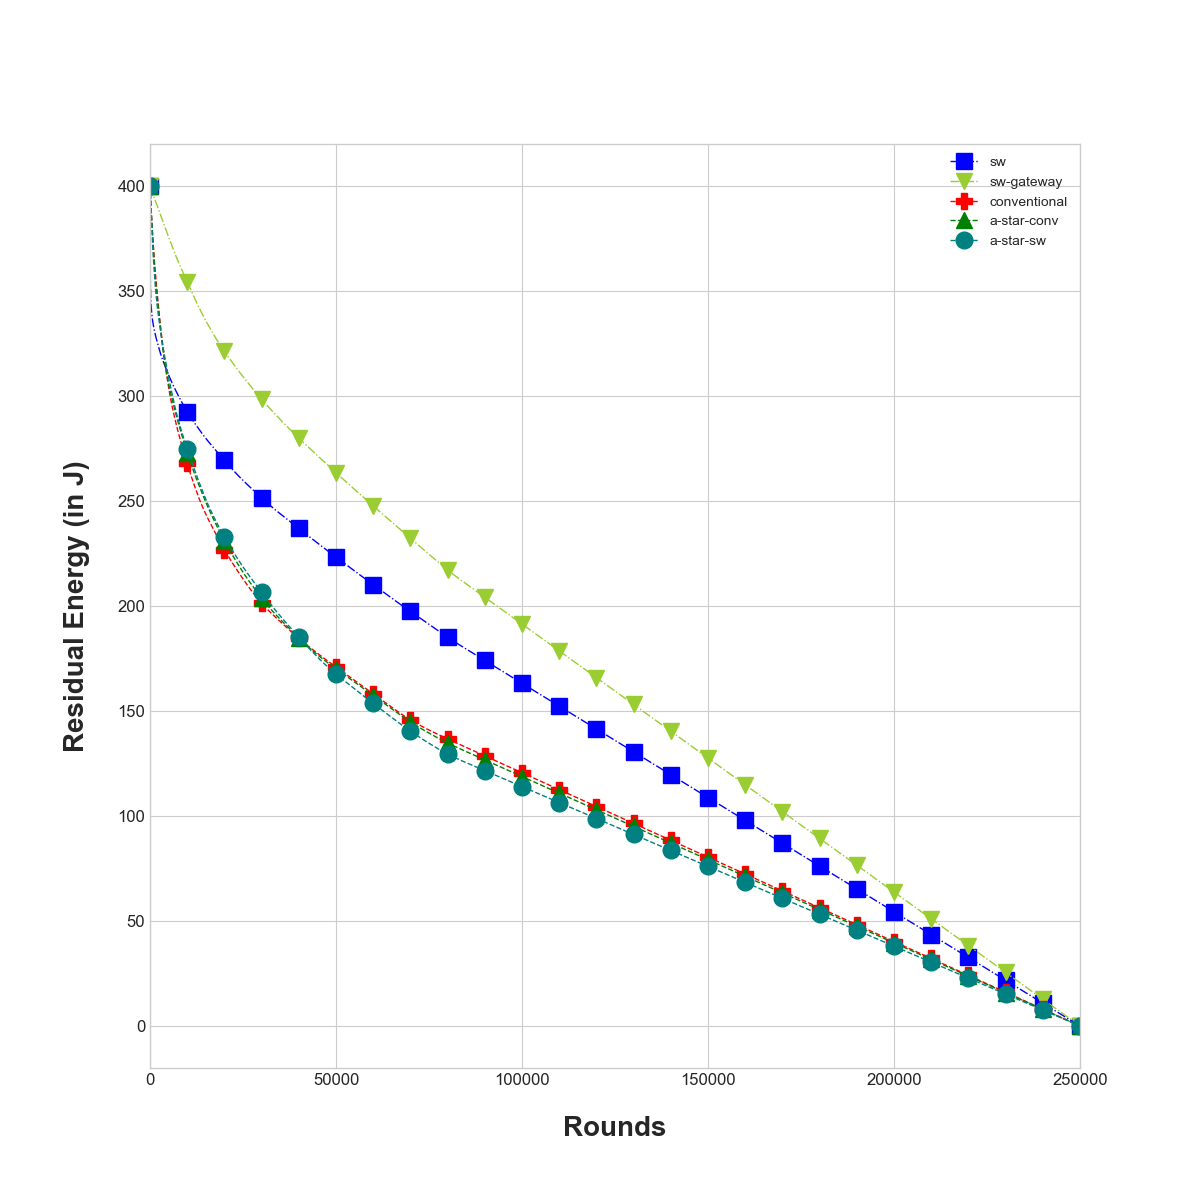 400
350
300
250
200
150
100
50
0
0 50000 100000 150000 200000 250000
Residual Energy (in J)
Rounds
sw
sw-gateway
conventional
a-star-conv
a-star-sw